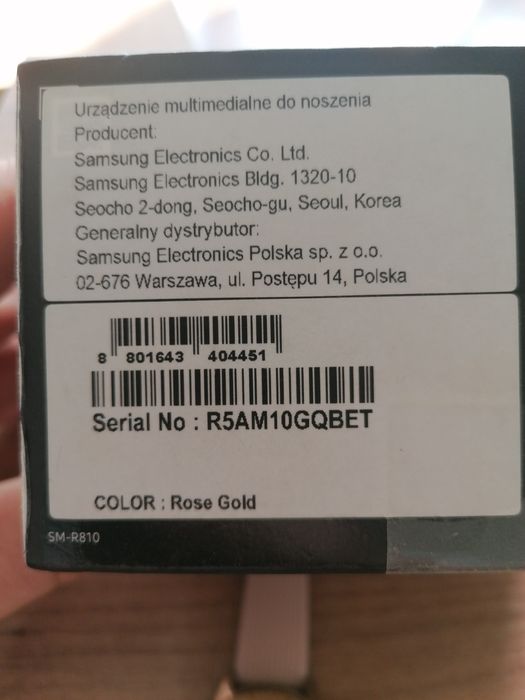 Urządzenie multimedialne do noszenia
Producent:
Samsung Electronics Co. Ltd.
Samsung Electronics Bldg. 1320-10
Seocho 2-dong, Seocho-gu, Seoul, Korea
Generalny dystrybutor:
Samsung Electronics Polska sp. z o.o.
02-676 Warszawa, ul. Postępu 14, Polska
8 801643 404451
Serial No : R5AM10GQBET
COLOR : Rose Gold
SM-R810